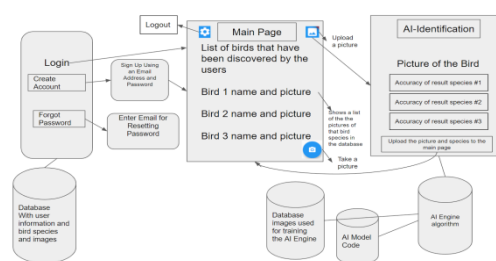 Logout
Main Page
Upload
a picture
AI-Identification
Login
Create
Account
Forgot
Password
Sign Up Using
an Email
Address and
Password
Enter Email for
Resetting
Password
List of birds that have
been discovered by the
users
Bird 1 name and picture
Bird 2 name and picture
Bird 3 name and picture
Shows a list
of the the
pictures of
that bird
species in
the database
Take a
picture
Picture of the Bird
Accuracy of result species #1
Accuracy of result species #2
Accuracy of result species #3
Upload the picture and species to the
main page
Database
With user
information and
bird species
and images
Database
images used for
training
the AI Engine
AI Model
Code
AI Engine
algorithm